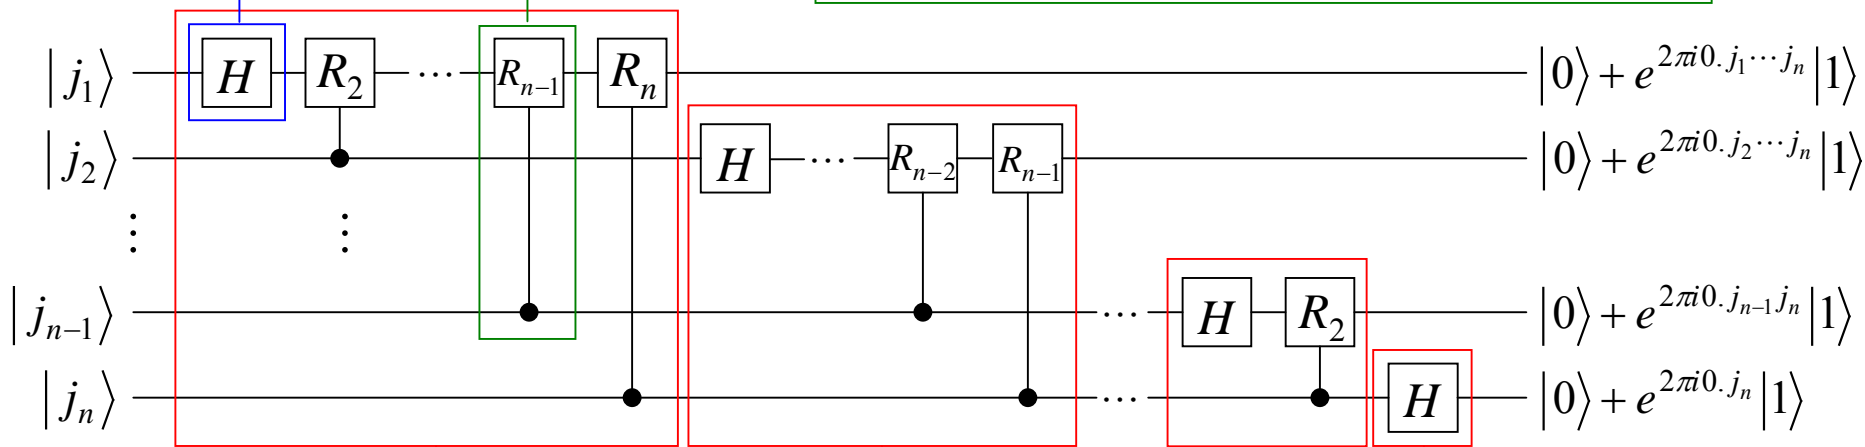 |j₁⟩ H R₂ ⋯ Rₙ₋₁ Rₙ |0⟩ + e^{2πi0.j₁⋯jₙ}|1⟩
|j₂⟩ H ⋯ Rₙ₋₂ Rₙ₋₁ |0⟩ + e^{2πi0.j₂⋯jₙ}|1⟩
⋮ ⋮
|jₙ₋₁⟩ ⋯ H R₂ |0⟩ + e^{2πi0.jₙ₋₁jₙ}|1⟩
|jₙ⟩ ⋯ H |0⟩ + e^{2πi0.jₙ}|1⟩